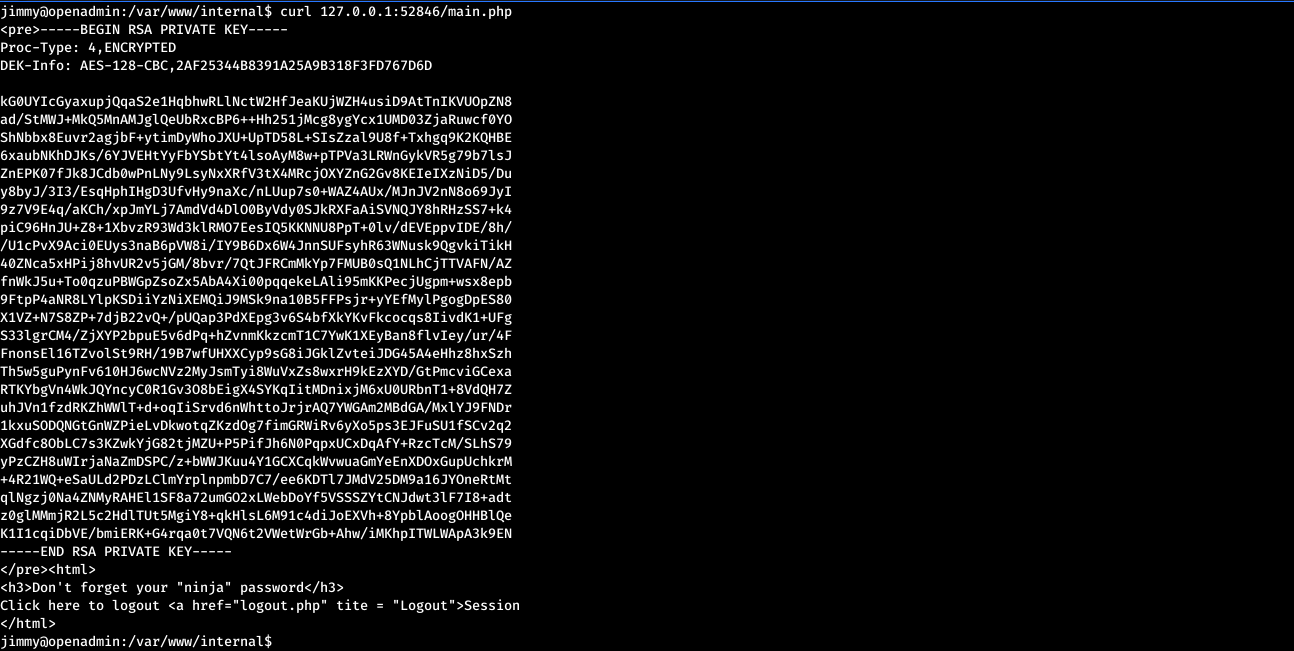 jimmy@openadmin:/var/www/internal$ curl 127.0.0.1:52846/main.php
<pre>-----BEGIN RSA PRIVATE KEY-----
Proc-Type: 4,ENCRYPTED
DEK-Info: AES-128-CBC,2AF25344B8391A25A9B318F3FD767D6D
kG0UYIcGyaxupjQqaS2e1HqbhwRLlNctW2HfJeaKUjWZH4usiD9AtTnIKVUOpZN8
ad/StMWJ+MkQ5MnAMJglQeUbRxcBP6++Hh251jMcg8ygYcx1UMD03ZjaRuwcf0YO
ShNbbx8Euvr2agjbF+ytimDyWhoJXU+UpTD58L+SIsZzal9U8f+Txhgq9K2KQHBE
6xaubNKhDJKs/6YJVEHtYyFbYSbtYt4lsoAyM8w+pTPVa3LRWnGykVR5g79b7lsJ
ZnEPK07fJk8JCdb0wPnLNy9LsyNxXRfV3tX4MRcjOXYZnG2Gv8KEIeIXzNiD5/Du
y8byJ/3I3/EsqHphIHgD3UfvHy9naXc/nLUup7s0+WAZ4AUx/MJnJV2nN8o69JyI
9z7V9E4q/aKCh/xpJmYLj7AmdVd4DlO0ByVdy0SJkRXFaAiSVNQJY8hRHzSS7+k4
piC96HnJU+Z8+1XbvzR93Wd3klRMO7EesIQ5KKNNU8PpT+0lv/dEVEppvIDE/8h/
/U1cPvX9Aci0EUys3naB6pVW8i/IY9B6Dx6W4JnnSUFsyhR63WNusk9QgvkiTikH
40ZNca5xHPij8hvUR2v5jGM/8bvr/7QtJFRCmMkYp7FMUB0sQ1NLhCjTTVAFN/AZ
fnWkJ5u+To0qzuPBWGpZsoZx5AbA4Xi00pqqekeLAli95mKKPecjUgpm+wsx8epb
9FtpP4aNR8LYlpKSDiiYzNiXEMQiJ9MSk9na10B5FFPsjr+yYEfMylPgogDpES80
X1VZ+N7S8ZP+7djB22vQ+/pUQap3PdXEpg3v6S4bfXkYKvFkcocqs8IivdK1+UFg
S33lgrCM4/ZjXYP2bpuE5v6dPq+hZvnmKkzcmT1C7YwK1XEyBan8flvIey/ur/4F
FnonsEl16TZvolSt9RH/19B7wfUHXXCyp9sG8iJGklZvteiJDG45A4eHhz8hxSzh
Th5w5guPynFv610HJ6wcNVz2MyJsmTyi8WuVxZs8wxrH9kEzXYD/GtPmcviGCexa
RTKYbgVn4WkJQYncyC0R1Gv3O8bEigX4SYKqIitMDnixjM6xU0URbnT1+8VdQH7Z
uhJVn1fzdRKZhWWlT+d+oqIiSrvd6nWhttoJrjrAQ7YWGAm2MBdGA/MxlYJ9FNDr
1kxuSODQNGtGnWZPieLvDkwotqZKzdOg7fimGRWiRv6yXo5ps3EJFuSU1fSCv2q2
XGdfc8ObLC7s3KZwkYjG82tjMZU+P5PifJh6N0PqpxUCxDqAfY+RzcTcM/SLhS79
yPzCZH8uWIrjaNaZmDSPC/z+bWWJKuu4Y1GCXCqkWvwuaGmYeEnXDOxGupUchkrM
+4R21WQ+eSaULd2PDzLClmYrplnpmbD7C7/ee6KDTl7JMdV25DM9a16JYOneRtMt
qlNgzj0Na4ZNMyRAHEl1SF8a72umGO2xLWebDoYf5VSSSZYtCNJdwt3lF7I8+adt
z0glMMmjR2L5c2HdlTUt5MgiY8+qkHlsL6M91c4diJoEXVh+8YpblAoogOHHBlQe
K1I1cqiDbVE/bmiERK+G4rqa0t7VQN6t2VWetWrGb+Ahw/iMKhpITWLWApA3k9EN
-----END RSA PRIVATE KEY-----
</pre><html>
<h3>Don't forget your "ninja" password</h3>
Click here to logout <a href="logout.php" tite = "Logout">Session
</html>
jimmy@openadmin:/var/www/internal$